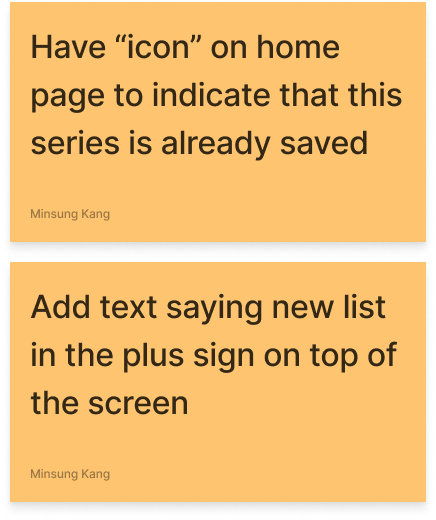 Have “icon” on home
page to indicate that this
series is already saved
Minsung Kang
Add text saying new list
in the plus sign on top of
the screen
Minsung Kang